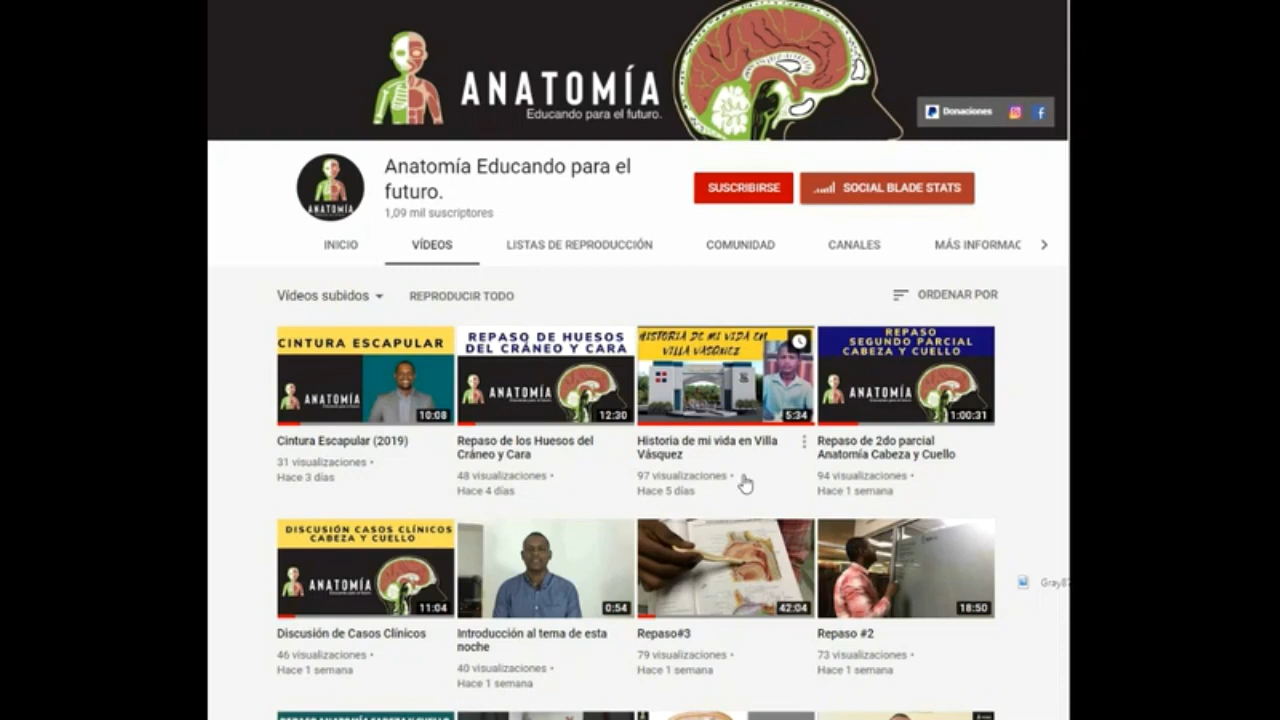 ANATOMÍA
Educando para el futuro.
Donaciones
Anatomía Educando para el
futuro.
1,09 mil suscriptores
ANATOMÍA
SUSCRIBIRSE
SOCIAL BLADE STATS
INICIO
VÍDEOS
LISTAS DE REPRODUCCIÓN
COMUNIDAD
CANALES
MÁS INFORMAC
Vídeos subidos
REPRODUCIR TODO
ORDENAR POR
CINTURA ESCAPULAR
ANATOMÍA
10:08
REPASO DE HUESOS
DEL CRÁNEO Y CARA
ANATOMÍA
12:30
HISTORIA DE MI VIDA EN
VILLA VÁSQUEZ
5:34
REPASO
SEGUNDO PARCIAL
CABEZA Y CUELLO
ANATOMÍA
1:00:31
Cintura Escapular (2019)
31 visualizaciones •
Hace 3 días
Repaso de los Huesos del
Cráneo y Cara
48 visualizaciones •
Hace 4 días
Historia de mi vida en Villa
Vásquez
97 visualizaciones •
Hace 5 días
Repaso de 2do parcial
Anatomía Cabeza y Cuello
94 visualizaciones •
Hace 1 semana
DISCUSIÓN CASOS CLÍNICOS
CABEZA Y CUELLO
ANATOMÍA
11:04
0:54
42:04
18:50
Discusión de Casos Clínicos
46 visualizaciones •
Hace 1 semana
Introducción al tema de esta
noche
40 visualizaciones •
Hace 1 semana
Repaso#3
79 visualizaciones •
Hace 1 semana
Repaso #2
73 visualizaciones •
Hace 1 semana